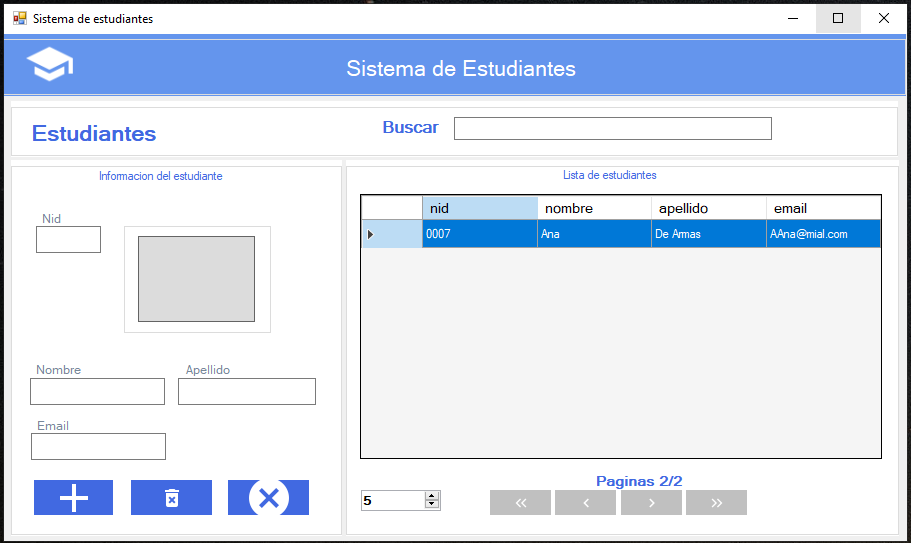 Sistema de estudiantes
Sistema de Estudiantes
Estudiantes
Buscar
Informacion del estudiante
Nid
Nombre
Apellido
Email
Lista de estudiantes
nid nombre apellido email
0007 Ana De Armas AAna@mial.com
Paginas 2/2
5
« ‹ › »